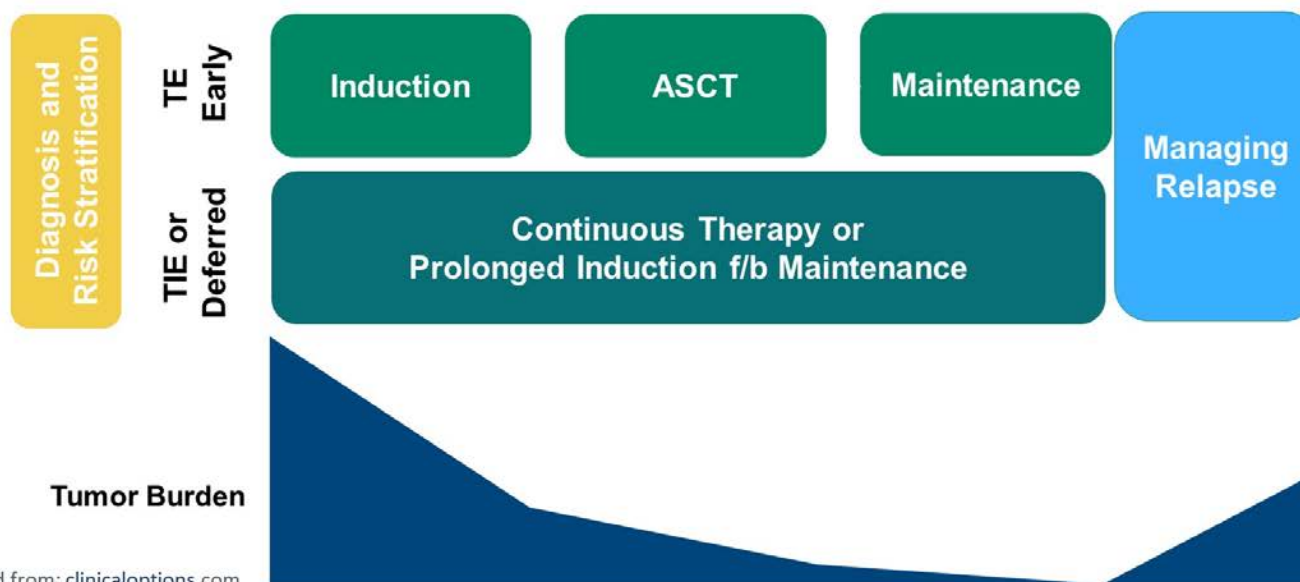 Diagnosis and
Risk Stratification
TE
Early
Induction
ASCT
Maintenance
Managing
Relapse
TIE or
Deferred
Continuous Therapy or
Prolonged Induction f/b Maintenance
Tumor Burden
from: clinicaloptions.com